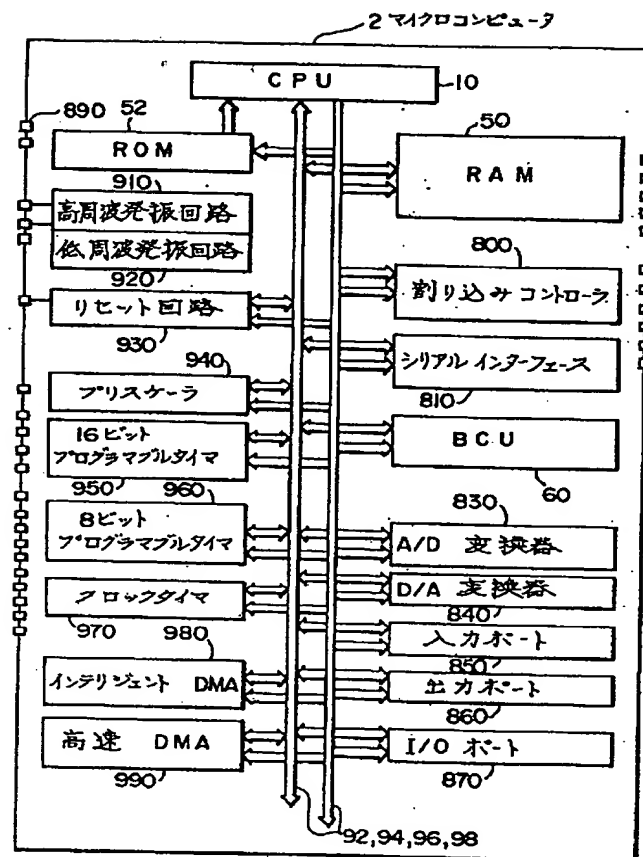 2 マイクロコンピュータ
CPU
10
890
52
ROM
50
RAM
910
高周波発振回路
低周波発振回路
920
800
割り込みコントローラ
リセット回路
930
シリアルインターフェース
810
940
プリスケーラ
BCU
60
16ビット
プログラマブルタイマ
950
960
8ビット
プログラマブルタイマ
830
A/D 変換器
D/A 変換器
840
クロックタイマ
970
入力ポート
850
980
インテリジェント DMA
出力ポート
860
高速 DMA
990
I/O ポート
870
92,94,96,98